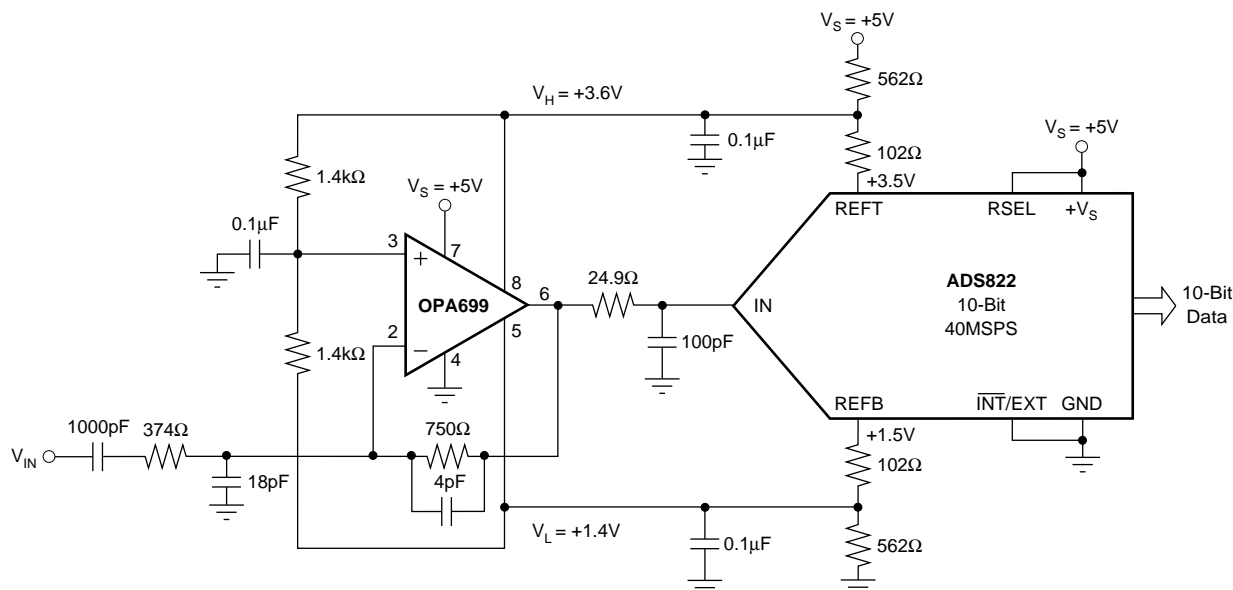 V_S = +5V
562Ω
V_H = +3.6V
0.1μF
102Ω
+3.5V
V_S = +5V
1.4kΩ
V_S = +5V
REFT
RSEL
+V_S
0.1μF
3
+
7
8
OPA699
6
24.9Ω
IN
ADS822
10-Bit
40MSPS
10-Bit
Data
2
−
5
4
100pF
1.4kΩ
REFB
I̅N̅T̅/EXT
GND
1000pF
374Ω
750Ω
+1.5V
V_IN
18pF
4pF
102Ω
V_L = +1.4V
0.1μF
562Ω